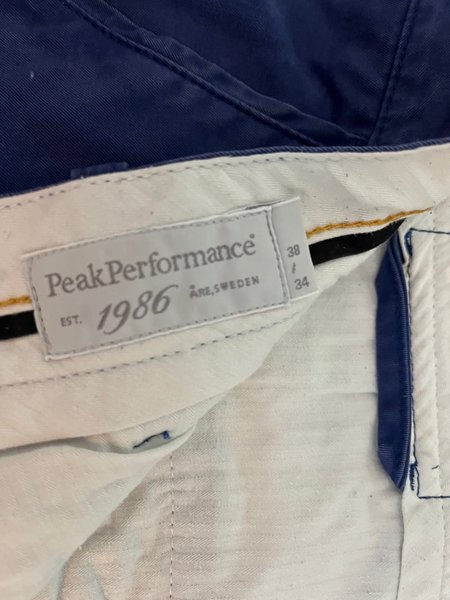 PeakPerformance®
EST. 1986 ÅRE, SWEDEN
38
/
34